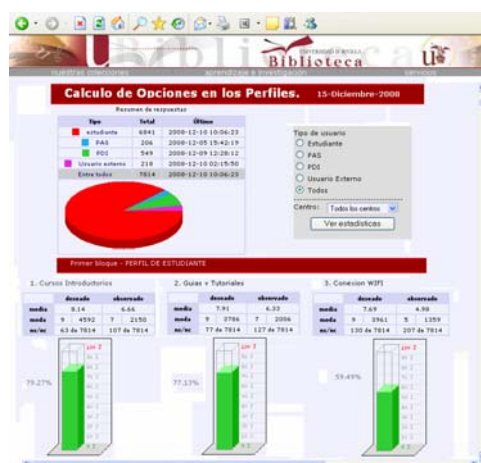 UNIVERSIDAD DE SEVILLA
Biblioteca
nuestras colecciones aprendizaje e investigación servicios
Calculo de Opciones en los Perfiles. 15-Diciembre-2008
Resumen de respuestas
Tipo Total Último
estudiante 6841 2008-12-10 10:06:23
PAS 206 2008-12-05 15:42:19
PDI 549 2008-12-09 12:28:12
Usuario externo 218 2008-12-10 02:15:50
Entre todos 7814 2008-12-10 10:06:23
Tipo de usuario
Estudiante
PAS
PDI
Usuario Externo
Todos
Centro: Todos los centros
Ver estadísticas
Primer bloque - PERFIL DE ESTUDIANTE
1. Cursos Introductorios
deseado observado
media 8.14 6.66
moda 9 4592 7 2150
ns/nc 63 de 7814 107 de 7814
79.27%
2. Guias y Tutoriales
deseado observado
media 7.91 6.33
moda 9 3786 7 2006
ns/nc 77 de 7814 127 de 7814
77.13%
3. Conexion WIFI
deseado observado
media 7.69 4.98
moda 9 3961 5 1359
ns/nc 130 de 7814 207 de 7814
59.49%